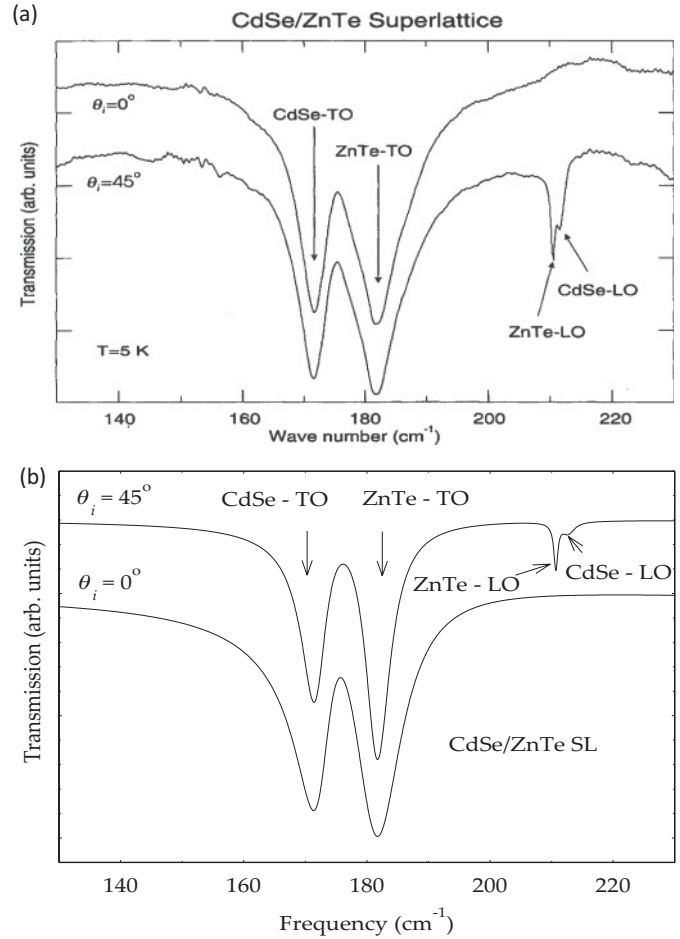 (a)
CdSe/ZnTe Superlattice
Transmission (arb. units)
θi=0°
CdSe-TO
ZnTe-TO
θi=45°
CdSe-LO
ZnTe-LO
T=5 K
140 160 180 200 220
Wave number (cm-1)
(b)
Transmission (arb. units)
θi = 45°
CdSe - TO
ZnTe - TO
θi = 0°
ZnTe - LO
CdSe - LO
CdSe/ZnTe SL
140 160 180 200 220
Frequency (cm-1)